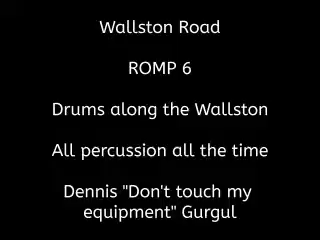 Wallston Road
ROMP 6
Drums along the Wallston
All percussion all the time
Dennis "Don't touch my
equipment" Gurgul